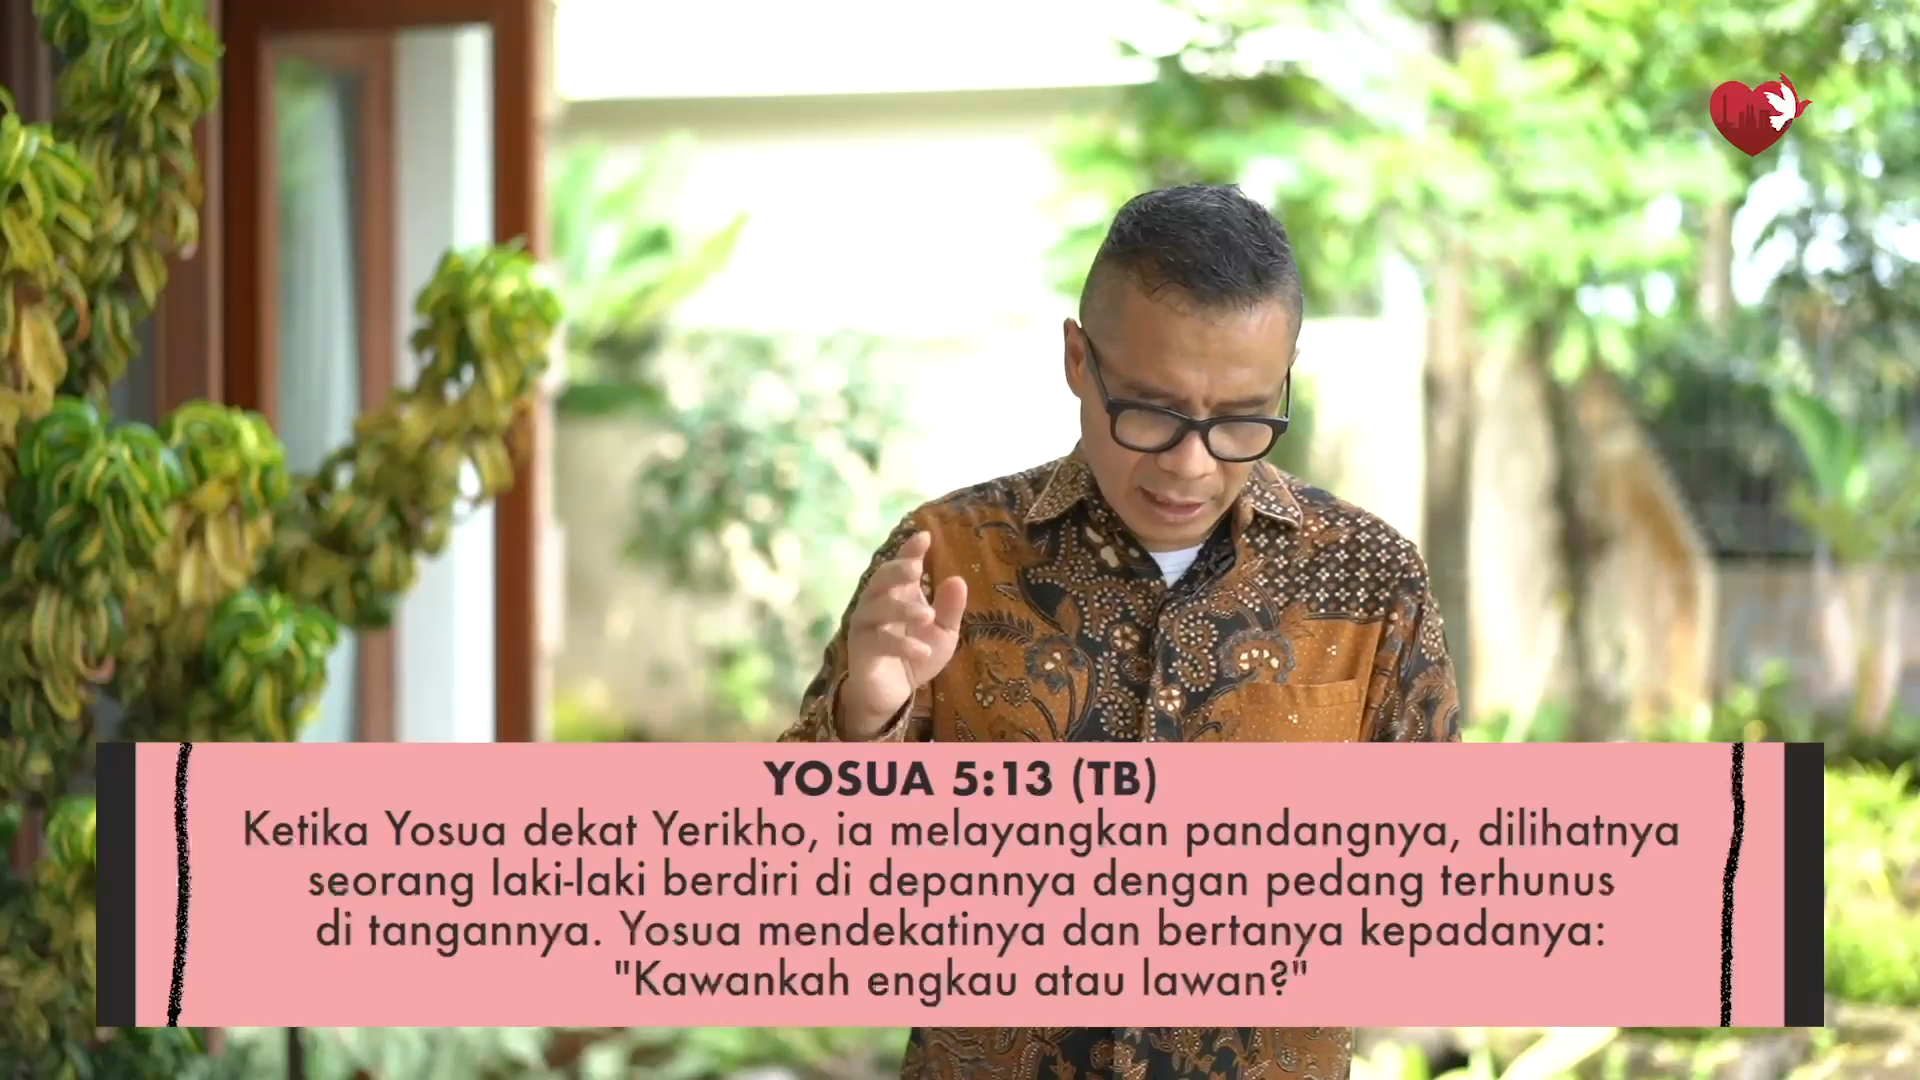 YOSUA 5:13 (TB)
Ketika Yosua dekat Yerikho, ia melayangkan pandangnya, dilihatnya
seorang laki-laki berdiri di depannya dengan pedang terhunus
di tangannya. Yosua mendekatinya dan bertanya kepadanya:
"Kawankah engkau atau lawan?"